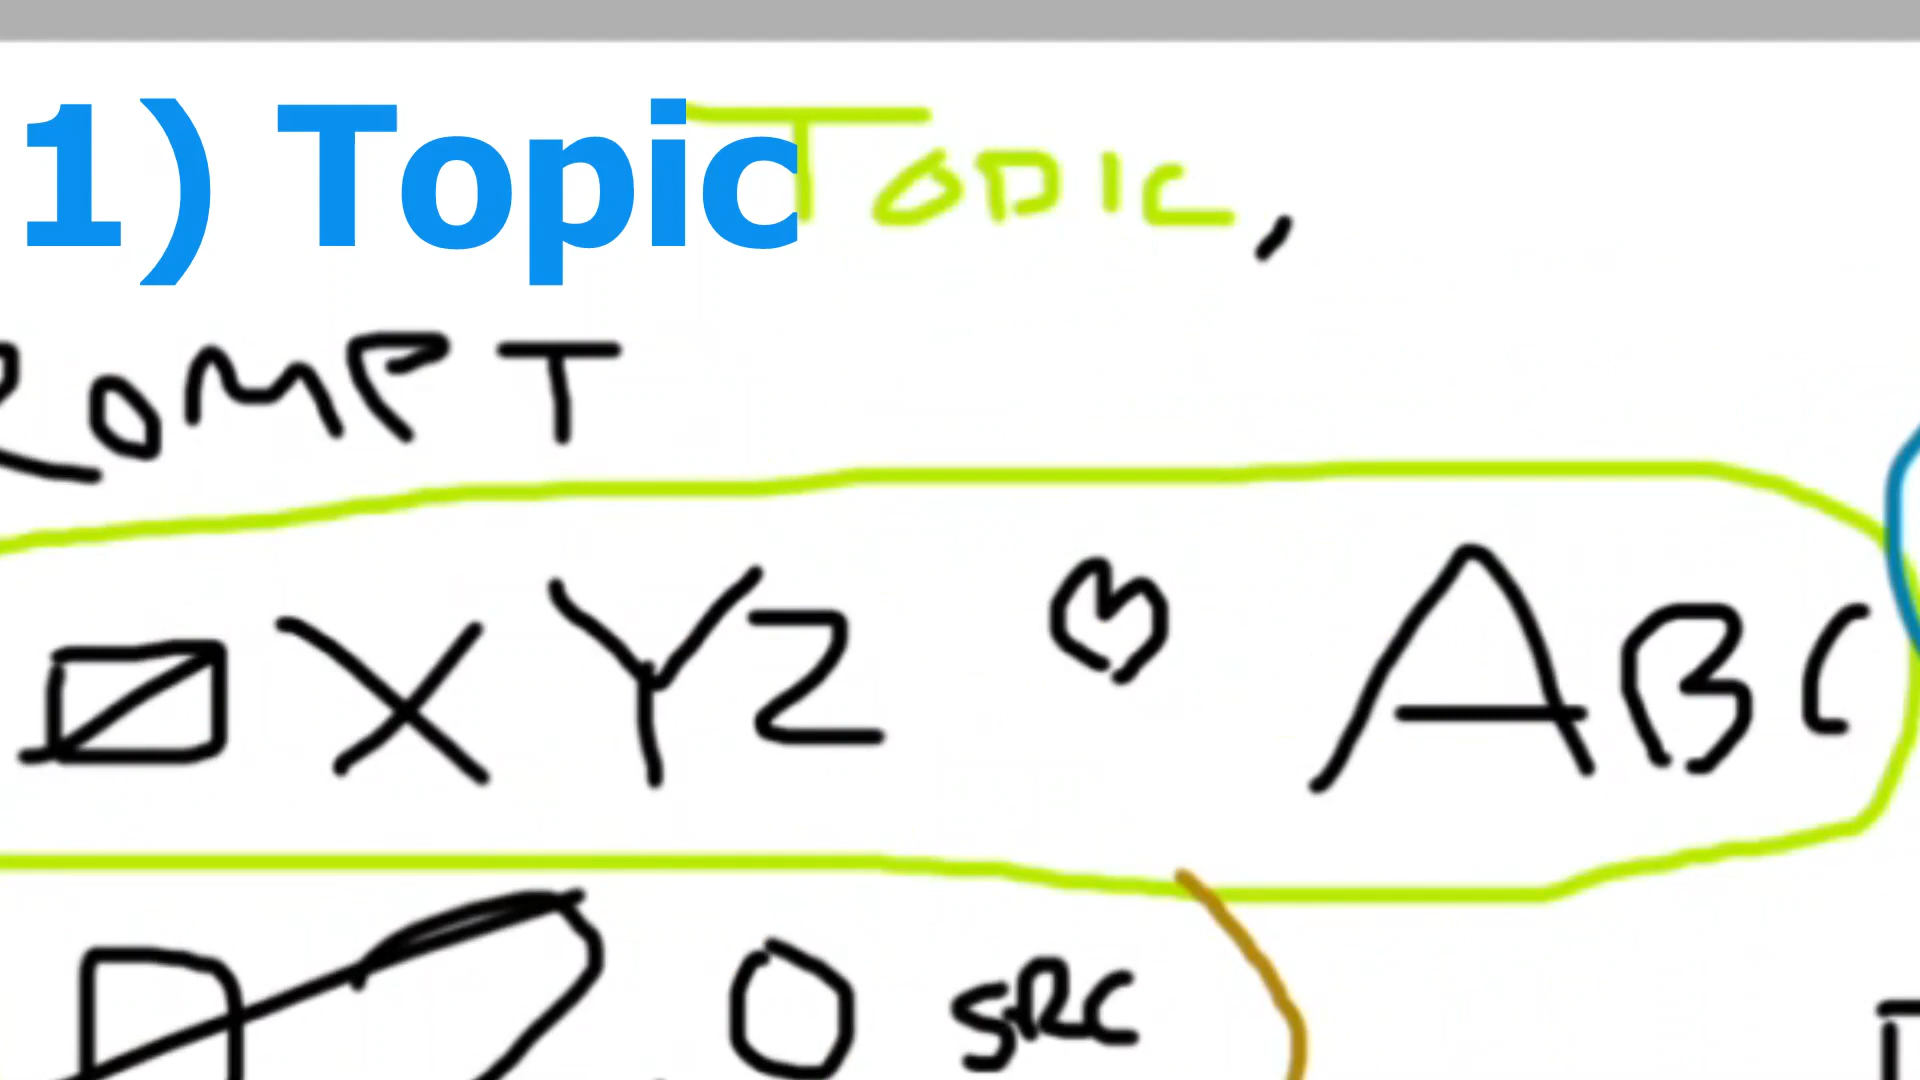 1) Topic
TOPIC,
ROMPT
XYZ ABC
SRC